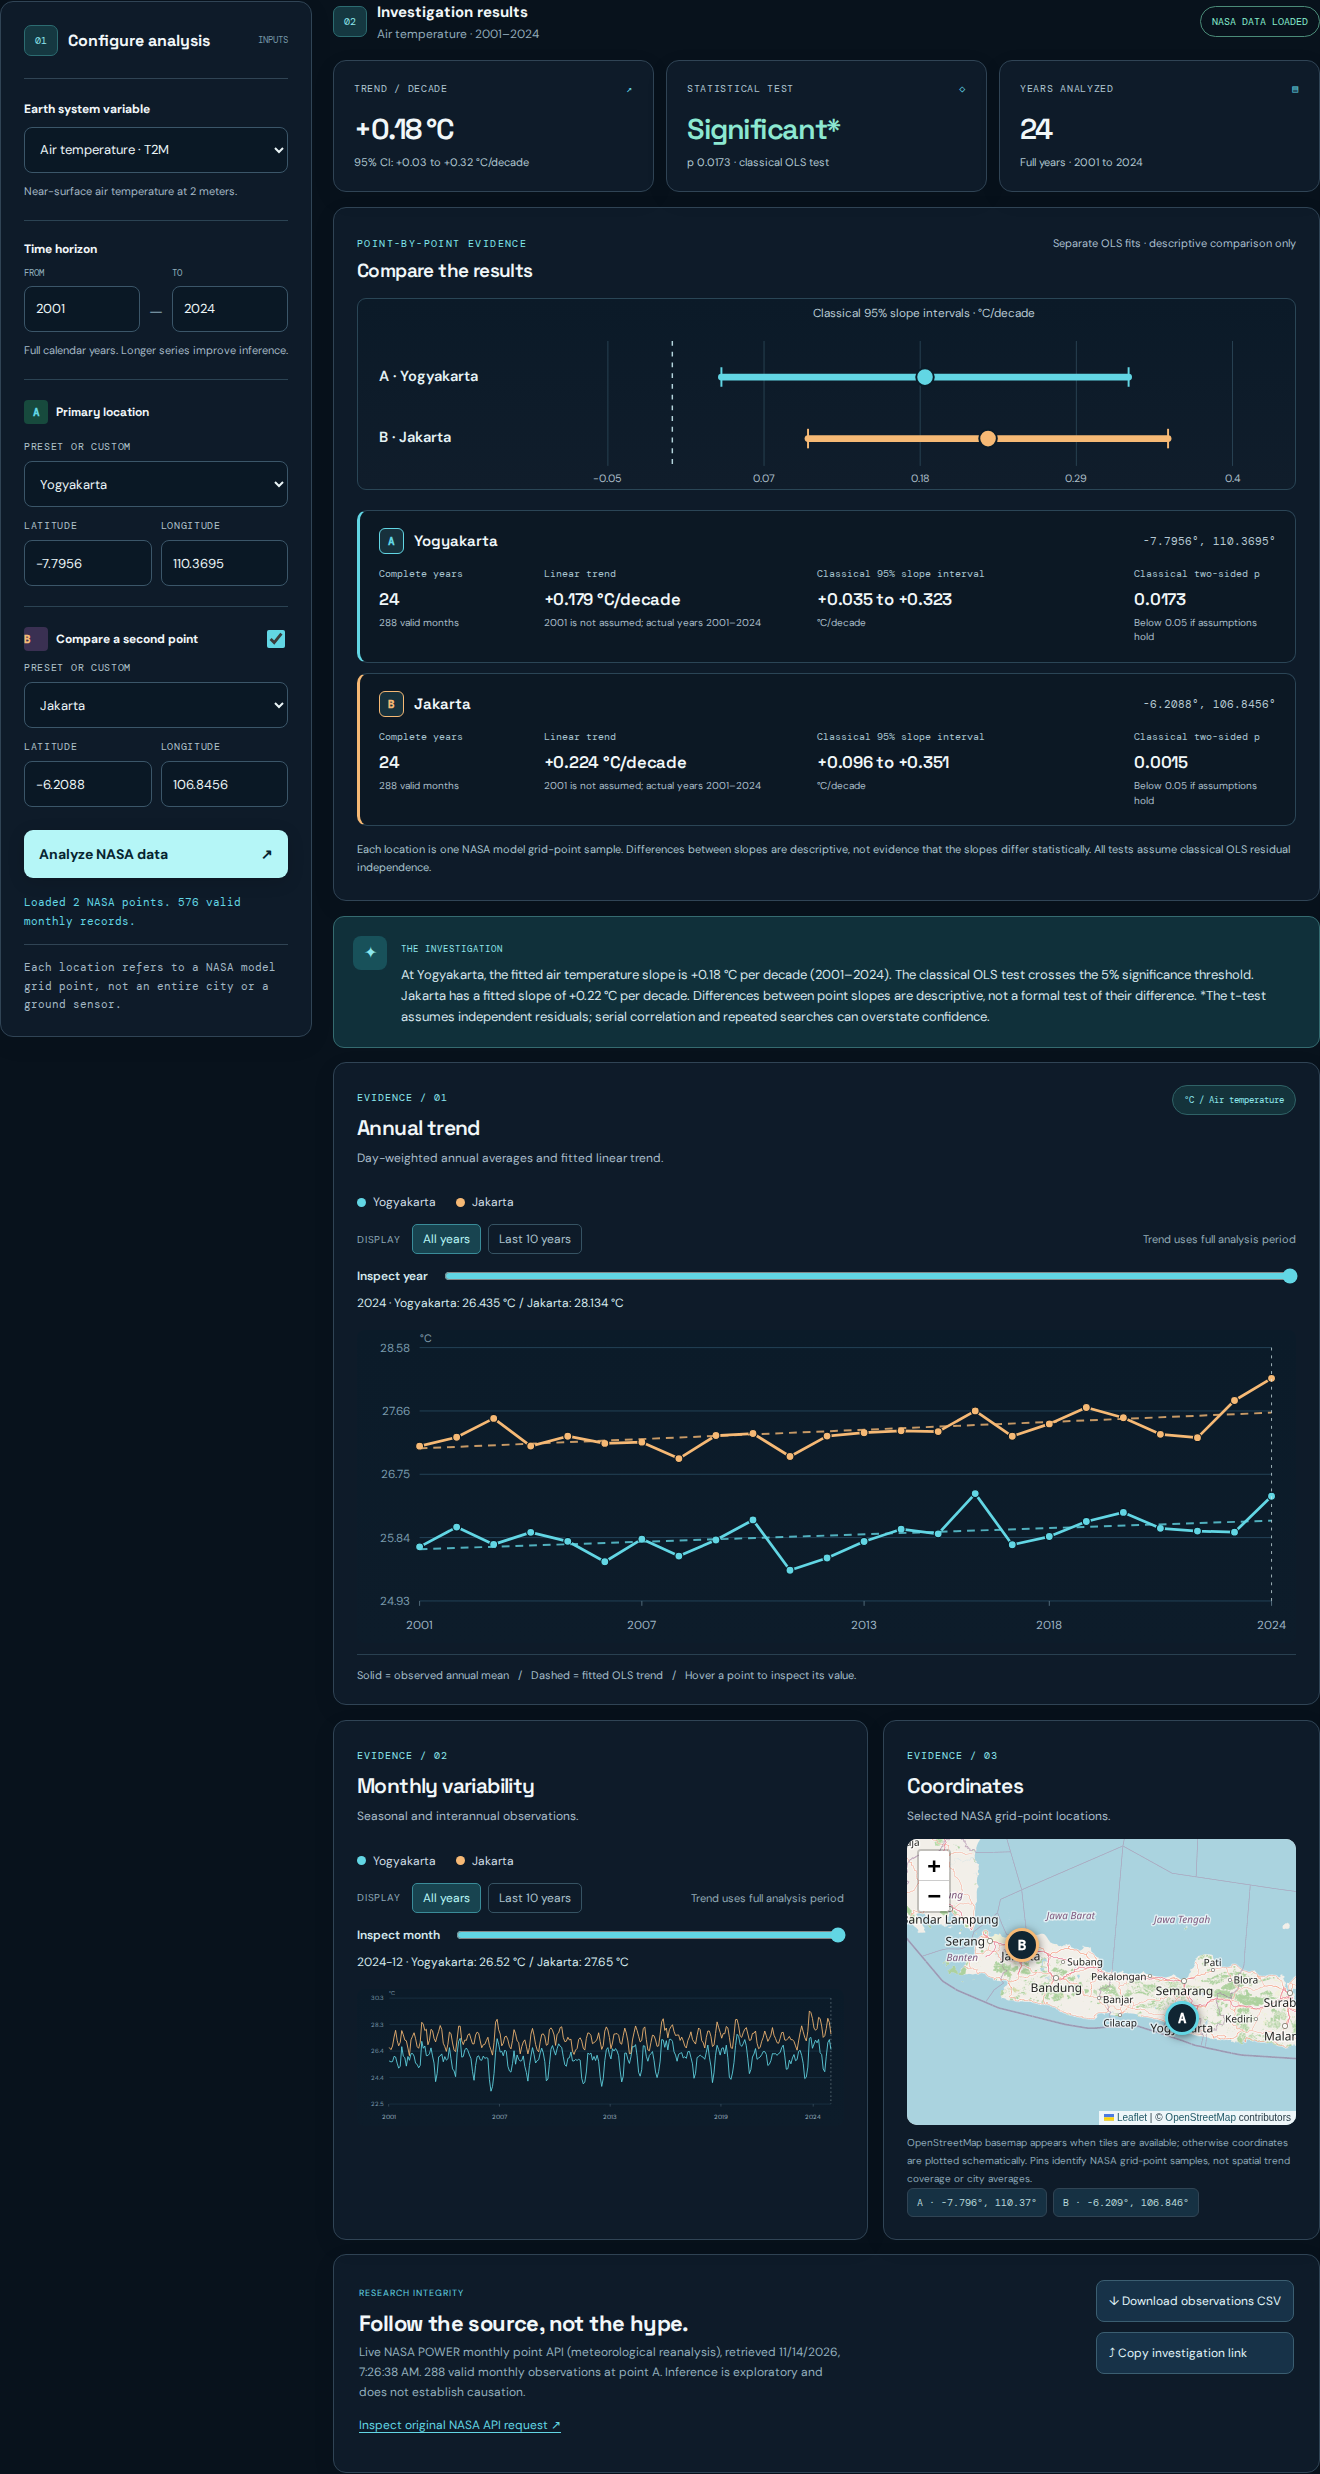 01
Configure analysis
INPUTS
Earth system variable
Air temperature · T2M
Near-surface air temperature at 2 meters.
Time horizon
FROM
TO
2001
—
2024
Full calendar years. Longer series improve inference.
A
Primary location
PRESET OR CUSTOM
Yogyakarta
LATITUDE
LONGITUDE
-7.7956
110.3695
B
Compare a second point
PRESET OR CUSTOM
Jakarta
LATITUDE
LONGITUDE
-6.2088
106.8456
Analyze NASA data ↗
Loaded 2 NASA points. 576 valid
monthly records.
Each location refers to a NASA model
grid point, not an entire city or a
ground sensor.
02
Investigation results
Air temperature · 2001–2024
NASA DATA LOADED
TREND / DECADE ↗
+0.18 °C
95% CI: +0.03 to +0.32 °C/decade
STATISTICAL TEST ◇
Significant*
p 0.0173 · classical OLS test
YEARS ANALYZED ▤
24
Full years · 2001 to 2024
POINT-BY-POINT EVIDENCE
Compare the results
Separate OLS fits · descriptive comparison only
Classical 95% slope intervals · °C/decade
A · Yogyakarta
B · Jakarta
-0.05
0.07
0.18
0.29
0.4
A
Yogyakarta
-7.7956°, 110.3695°
Complete years
24
288 valid months
Linear trend
+0.179 °C/decade
2001 is not assumed; actual years 2001–2024
Classical 95% slope interval
+0.035 to +0.323
°C/decade
Classical two-sided p
0.0173
Below 0.05 if assumptions
hold
B
Jakarta
-6.2088°, 106.8456°
Complete years
24
288 valid months
Linear trend
+0.224 °C/decade
2001 is not assumed; actual years 2001–2024
Classical 95% slope interval
+0.096 to +0.351
°C/decade
Classical two-sided p
0.0015
Below 0.05 if assumptions
hold
Each location is one NASA model grid-point sample. Differences between slopes are descriptive, not evidence that the slopes differ statistically. All tests assume classical OLS residual
independence.
✦
THE INVESTIGATION
At Yogyakarta, the fitted air temperature slope is +0.18 °C per decade (2001–2024). The classical OLS test crosses the 5% significance threshold.
Jakarta has a fitted slope of +0.22 °C per decade. Differences between point slopes are descriptive, not a formal test of their difference. *The t-test
assumes independent residuals; serial correlation and repeated searches can overstate confidence.
EVIDENCE / 01
Annual trend
Day-weighted annual averages and fitted linear trend.
°C / Air temperature
Yogyakarta
Jakarta
DISPLAY
All years
Last 10 years
Trend uses full analysis period
Inspect year
2024 · Yogyakarta: 26.435 °C / Jakarta: 28.134 °C
°C
28.58
27.66
26.75
25.84
24.93
2001
2007
2013
2018
2024
Solid = observed annual mean / Dashed = fitted OLS trend / Hover a point to inspect its value.
EVIDENCE / 02
Monthly variability
Seasonal and interannual observations.
Yogyakarta
Jakarta
DISPLAY
All years
Last 10 years
Trend uses full analysis period
Inspect month
2024-12 · Yogyakarta: 26.52 °C / Jakarta: 27.65 °C
°C
30.3
28.3
26.4
24.4
22.5
2001
2007
2013
2019
2024
EVIDENCE / 03
Coordinates
Selected NASA grid-point locations.
+
−
andar Lampung
Jawa Barat
Jawa Tengah
Serang
B
Banten
Subang
Pati
Pekalongan
Blora
Bandung
Semarang
Banjar
Surab
Cilacap
A
Kediri
Malar
Leaflet | © OpenStreetMap contributors
OpenStreetMap basemap appears when tiles are available; otherwise coordinates
are plotted schematically. Pins identify NASA grid-point samples, not spatial trend
coverage or city averages.
A · -7.796°, 110.37°
B · -6.209°, 106.846°
RESEARCH INTEGRITY
Follow the source, not the hype.
Live NASA POWER monthly point API (meteorological reanalysis), retrieved 11/14/2026,
7:26:38 AM. 288 valid monthly observations at point A. Inference is exploratory and
does not establish causation.
Inspect original NASA API request ↗
↓ Download observations CSV
⤴ Copy investigation link